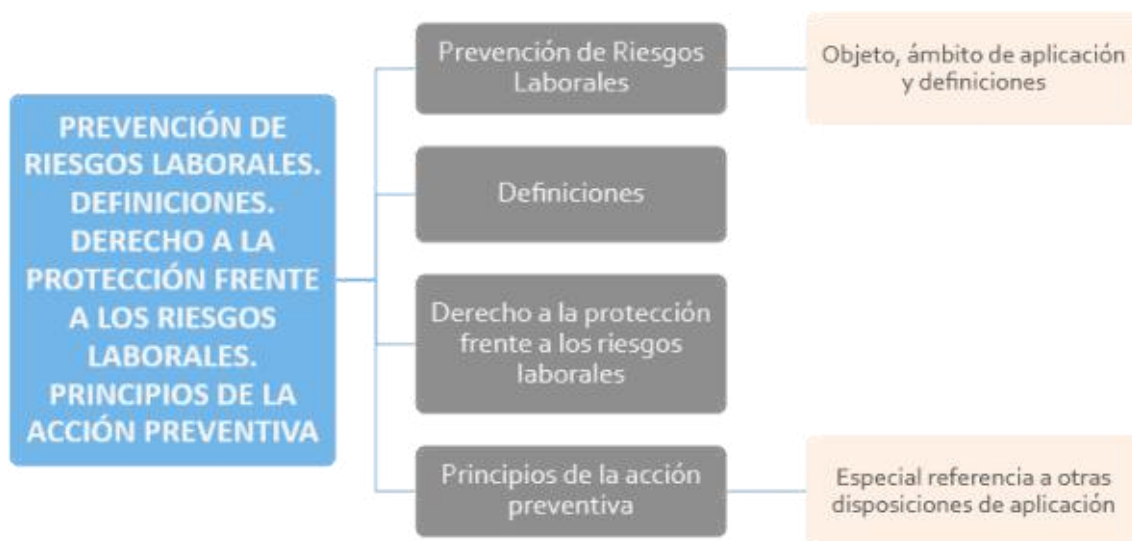 PREVENCIÓN DE
RIESGOS LABORALES.
DEFINICIONES.
DERECHO A LA
PROTECCIÓN FRENTE
A LOS RIESGOS
LABORALES.
PRINCIPIOS DE LA
ACCIÓN PREVENTIVA
Prevención de Riesgos
Laborales
Objeto, ámbito de aplicación
y definiciones
Definiciones
Derecho a la protección
frente a los riesgos
laborales
Principios de la acción
preventiva
Especial referencia a otras
disposiciones de aplicación